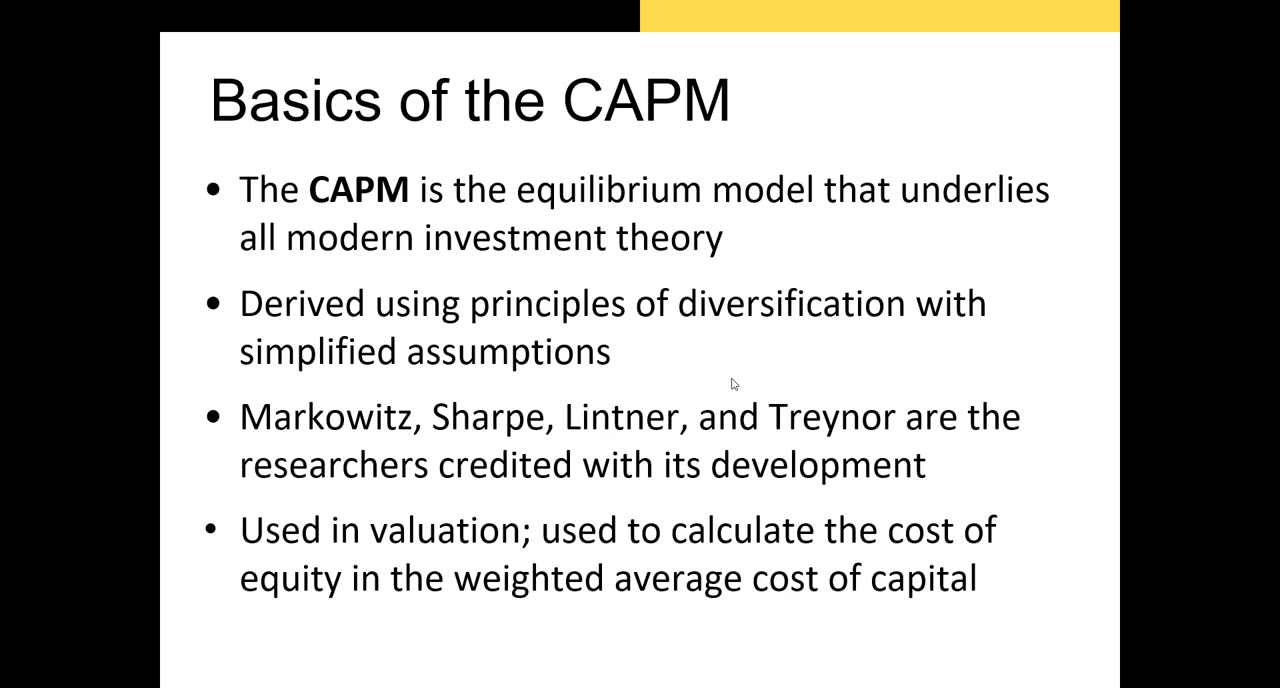 Basics of the CAPM
• The CAPM is the equilibrium model that underlies
all modern investment theory
• Derived using principles of diversification with
simplified assumptions
• Markowitz, Sharpe, Lintner, and Treynor are the
researchers credited with its development
• Used in valuation; used to calculate the cost of
equity in the weighted average cost of capital